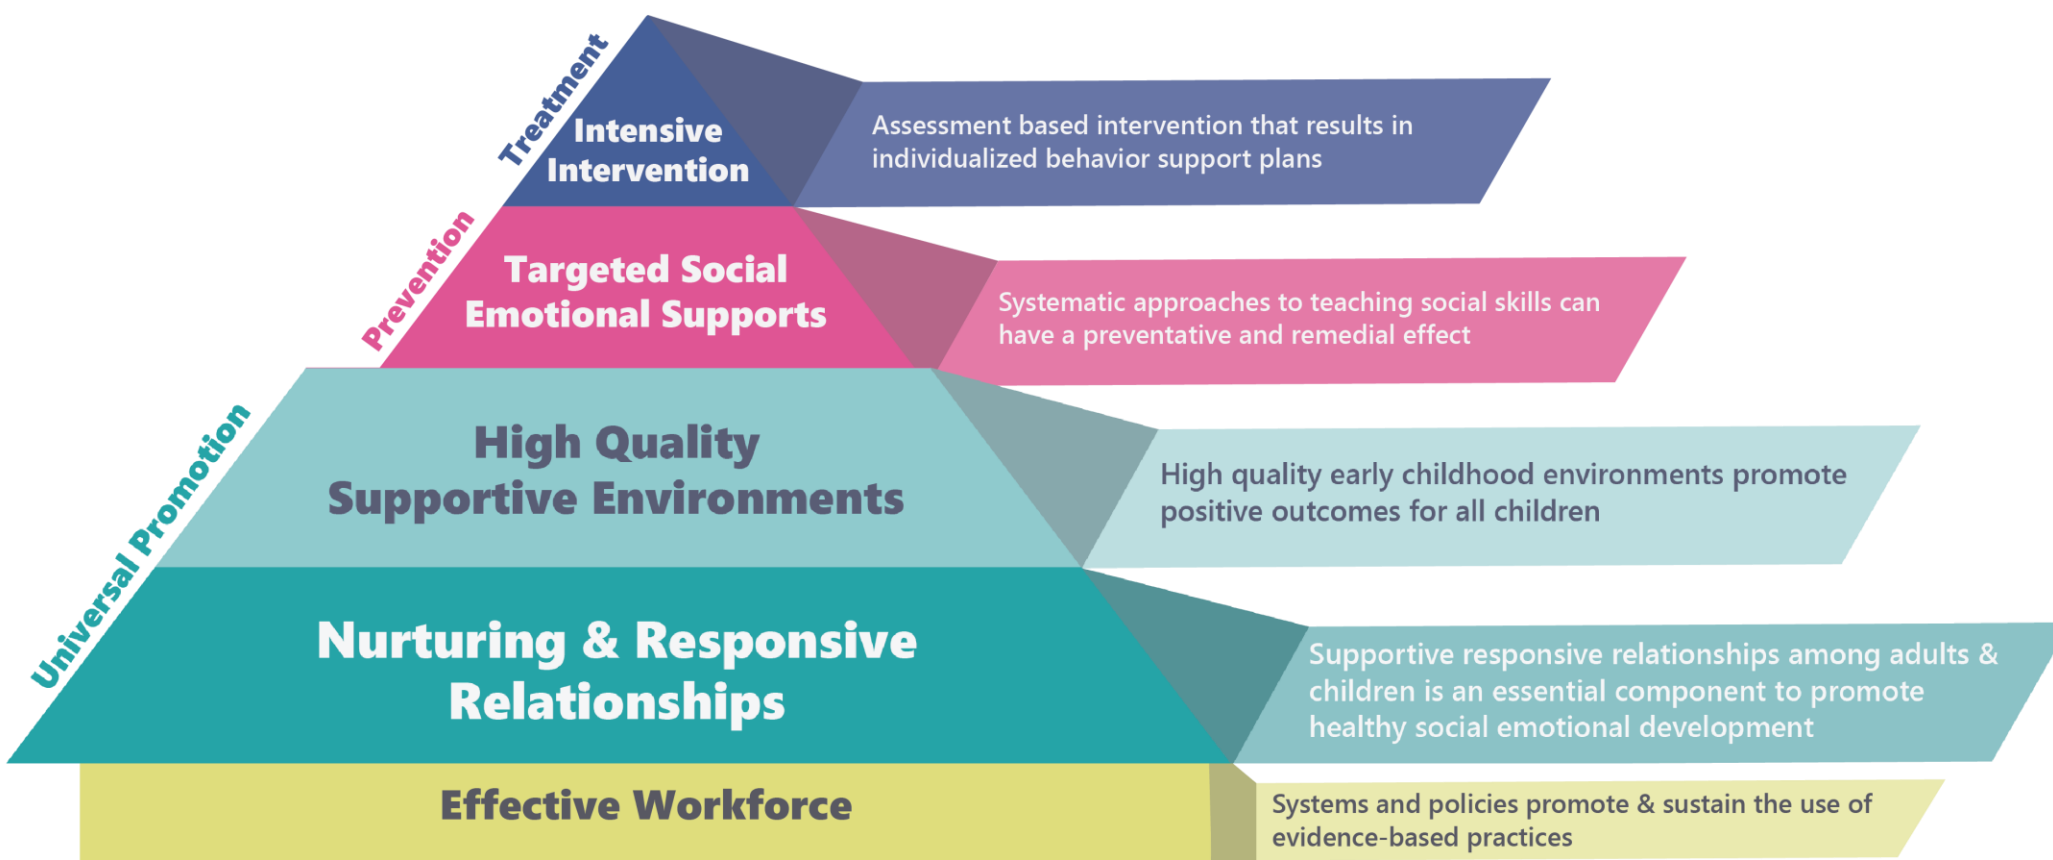 Treatment
Intensive
Intervention
Assessment based intervention that results in
individualized behavior support plans
Prevention
Targeted Social
Emotional Supports
Systematic approaches to teaching social skills can
have a preventative and remedial effect
Universal Promotion
High Quality
Supportive Environments
High quality early childhood environments promote
positive outcomes for all children
Nurturing & Responsive
Relationships
Supportive responsive relationships among adults &
children is an essential component to promote
healthy social emotional development
Effective Workforce
Systems and policies promote & sustain the use of
evidence-based practices